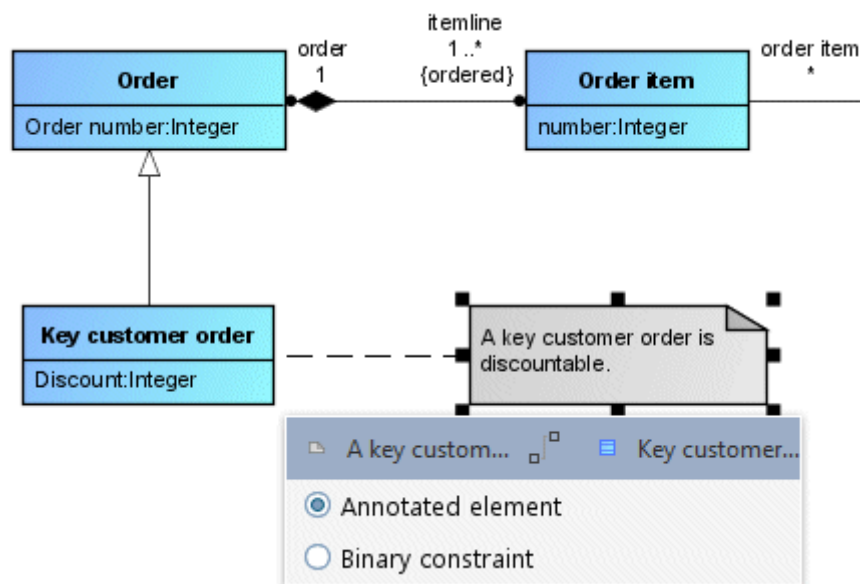 itemline
order
1..*
order item
1
{ordered}
*
Order
Order item
Order number:Integer
number:Integer
Key customer order
A key customer order is
discountable.
Discount:Integer
A key custom... Key customer...
Annotated element
Binary constraint